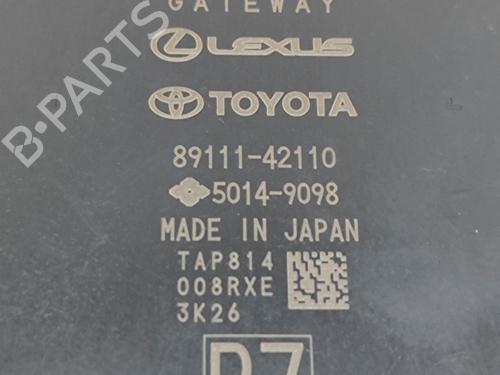 GATEWAY
LEXUS
TOYOTA
89111-42110
5014-9098
MADE IN JAPAN
TAP814
008RXE
3K26
B-PARTS